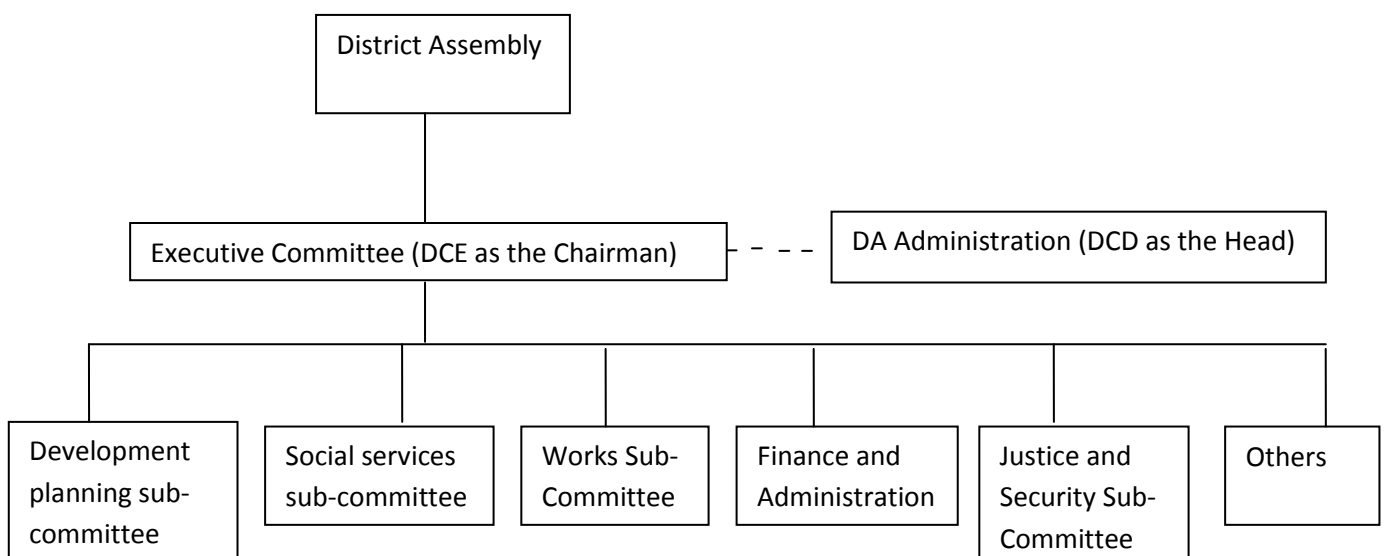 District Assembly
Executive Committee (DCE as the Chairman)
DA Administration (DCD as the Head)
Development
planning sub-
committee
Social services
sub-committee
Works Sub-
Committee
Finance and
Administration
Justice and
Security Sub-
Committee
Others